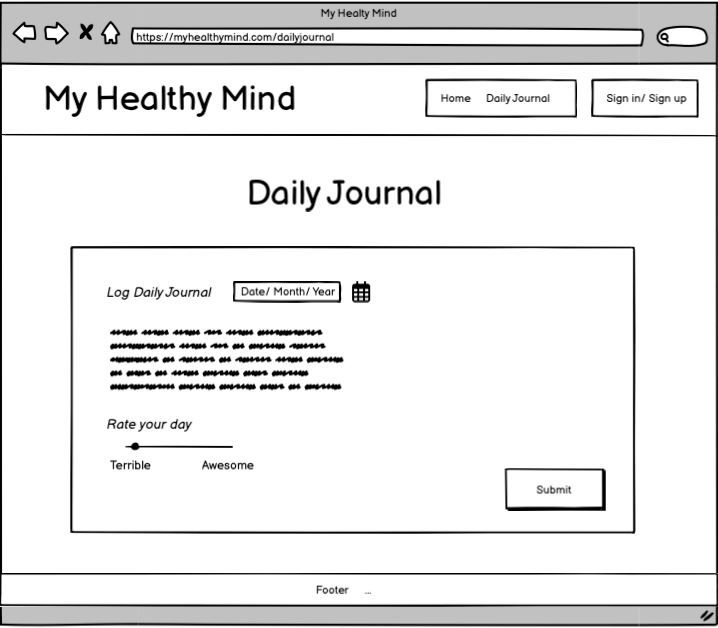 My Healty Mind
https://myhealthymind.com/dailyjournal
My Healthy Mind
Home Daily Journal
Sign in/ Sign up
Daily Journal
Log Daily Journal Date/ Month/ Year
Rate your day
Terrible Awesome
Submit
Footer ...